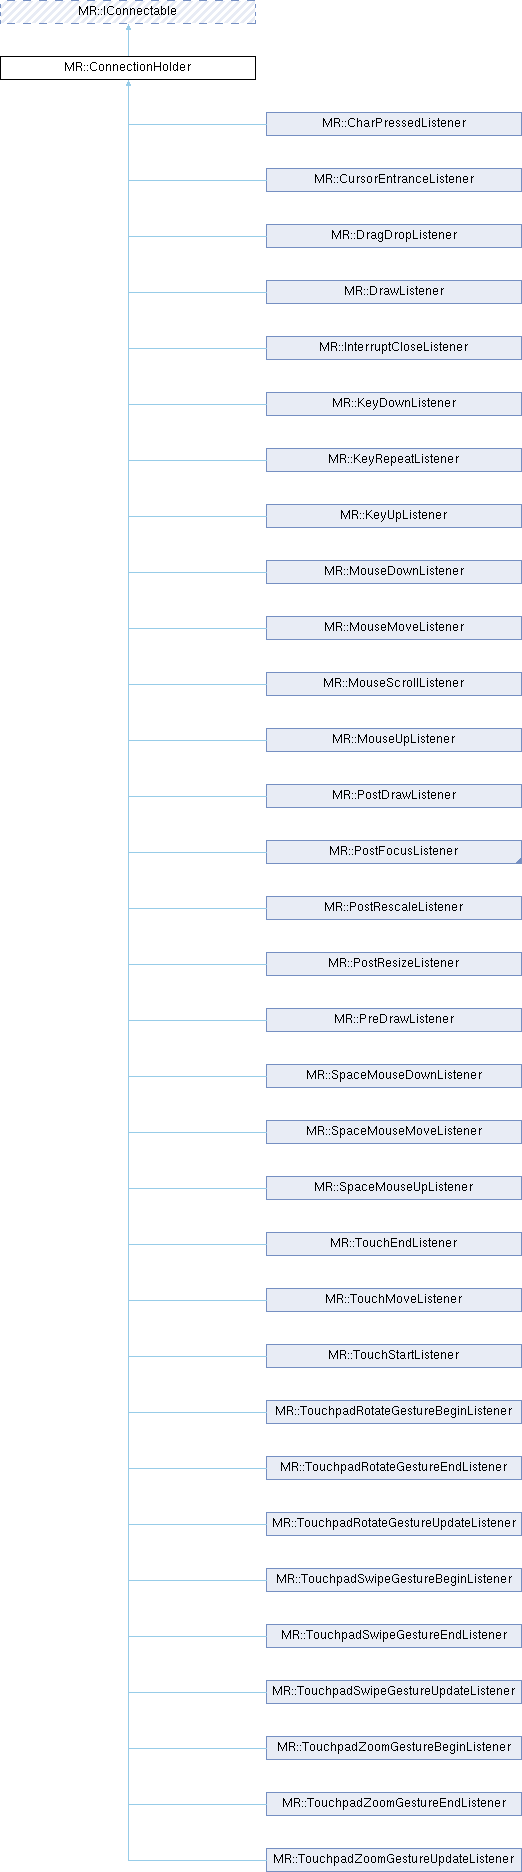 MR::IConnectable
MR::ConnectionHolder
MR::CharPressedListener
MR::CursorEntranceListener
MR::DragDropListener
MR::DrawListener
MR::InterruptCloseListener
MR::KeyDownListener
MR::KeyRepeatListener
MR::KeyUpListener
MR::MouseDownListener
MR::MouseMoveListener
MR::MouseScrollListener
MR::MouseUpListener
MR::PostDrawListener
MR::PostFocusListener
MR::PostRescaleListener
MR::PostResizeListener
MR::PreDrawListener
MR::SpaceMouseDownListener
MR::SpaceMouseMoveListener
MR::SpaceMouseUpListener
MR::TouchEndListener
MR::TouchMoveListener
MR::TouchStartListener
MR::TouchpadRotateGestureBeginListener
MR::TouchpadRotateGestureEndListener
MR::TouchpadRotateGestureUpdateListener
MR::TouchpadSwipeGestureBeginListener
MR::TouchpadSwipeGestureEndListener
MR::TouchpadSwipeGestureUpdateListener
MR::TouchpadZoomGestureBeginListener
MR::TouchpadZoomGestureEndListener
MR::TouchpadZoomGestureUpdateListener